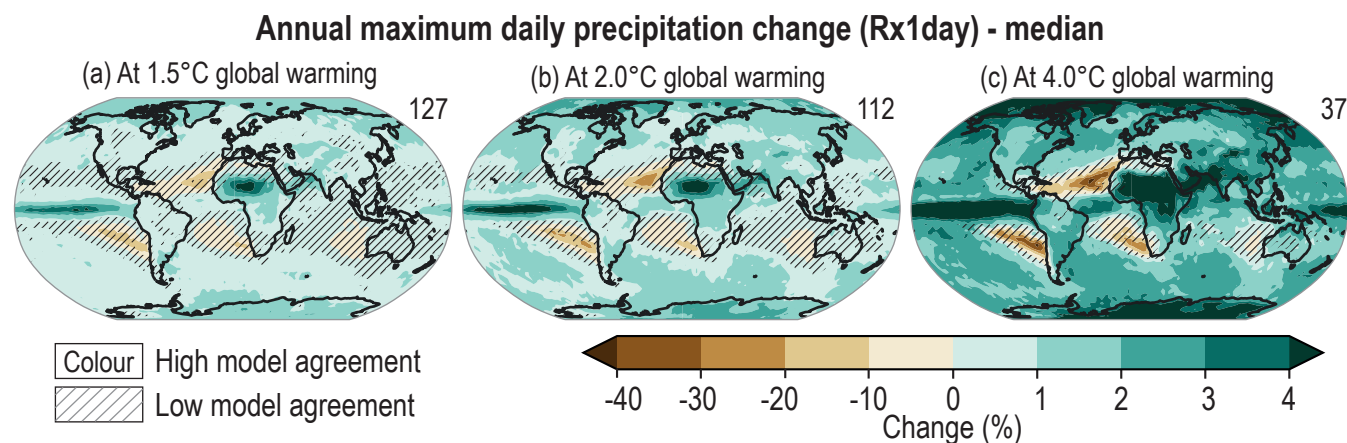 Annual maximum daily precipitation change (Rx1day) - median
(a) At 1.5°C global warming
127
(b) At 2.0°C global warming
112
(c) At 4.0°C global warming
37
Colour High model agreement
Low model agreement
-40 -30 -20 -10 0 1 2 3 4
Change (%)